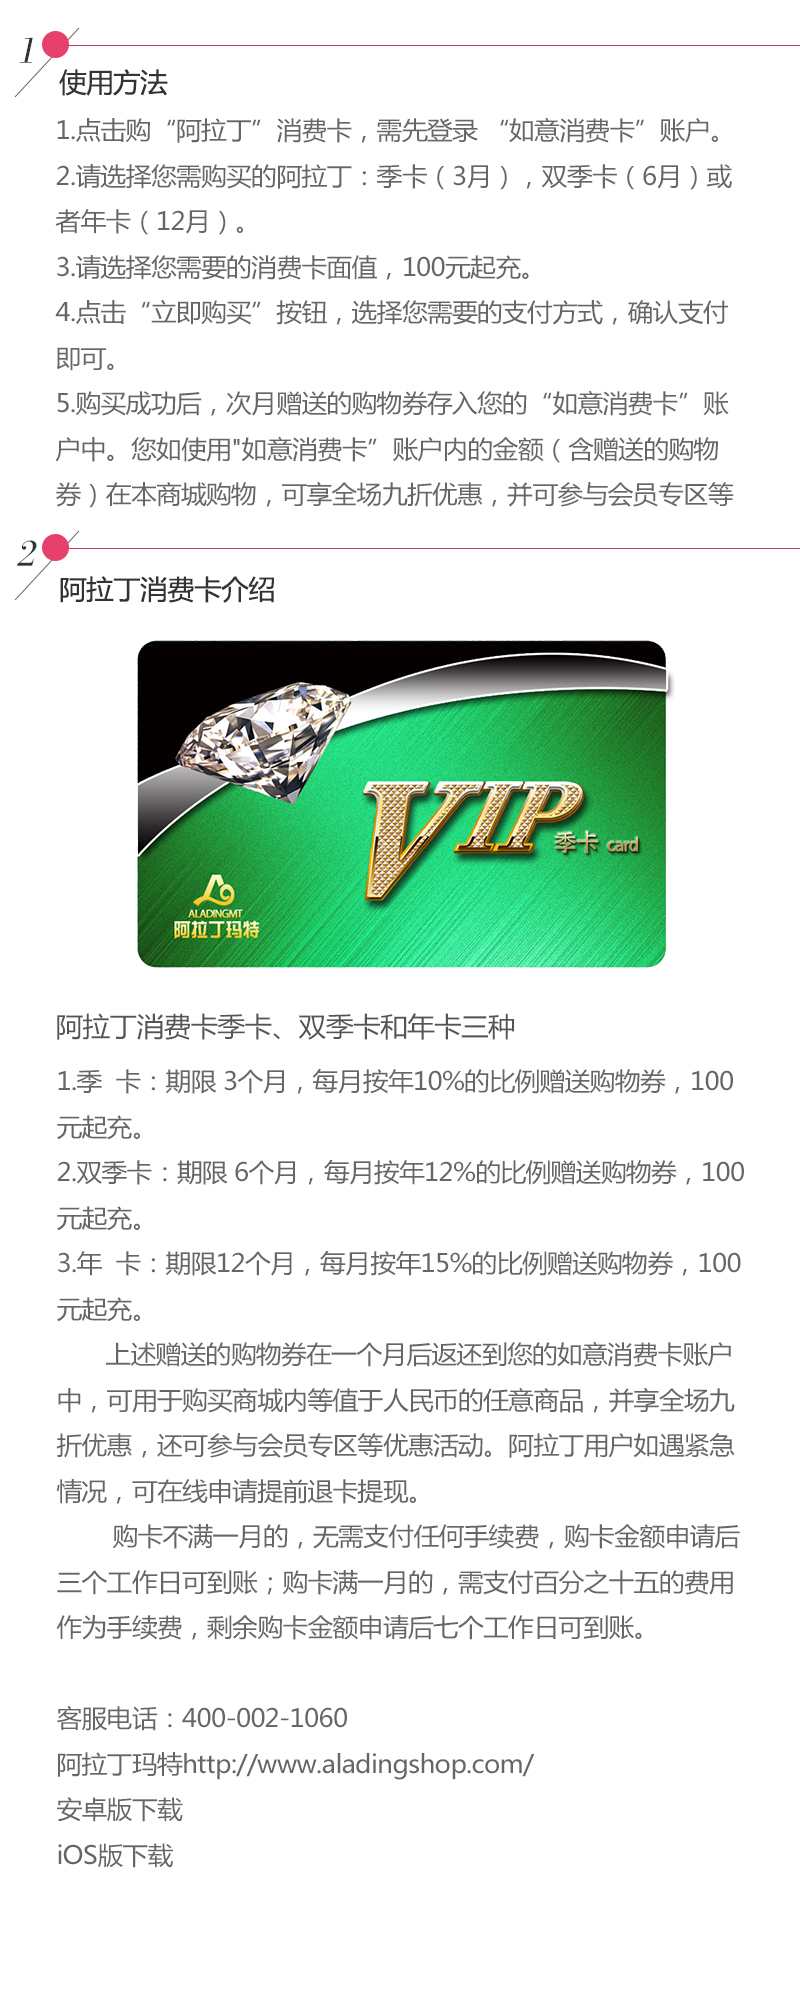 1
使用方法
1.点击购“阿拉丁”消费卡，需先登录 “如意消费卡”账户。
2.请选择您需购买的阿拉丁：季卡（3月），双季卡（6月）或
者年卡（12月）。
3.请选择您需要的消费卡面值，100元起充。
4.点击“立即购买”按钮，选择您需要的支付方式，确认支付
即可。
5.购买成功后，次月赠送的购物券存入您的“如意消费卡”账
户中。您如使用"如意消费卡”账户内的金额（含赠送的购物
券）在本商城购物，可享全场九折优惠，并可参与会员专区等
2
阿拉丁消费卡介绍
VIP
季卡 card
ALADINGMT
阿拉丁玛特
阿拉丁消费卡季卡、双季卡和年卡三种
1.季 卡：期限 3个月，每月按年10%的比例赠送购物券，100
元起充。
2.双季卡：期限 6个月，每月按年12%的比例赠送购物券，100
元起充。
3.年 卡：期限12个月，每月按年15%的比例赠送购物券，100
元起充。
上述赠送的购物券在一个月后返还到您的如意消费卡账户
中，可用于购买商城内等值于人民币的任意商品，并享全场九
折优惠，还可参与会员专区等优惠活动。阿拉丁用户如遇紧急
情况，可在线申请提前退卡提现。
购卡不满一月的，无需支付任何手续费，购卡金额申请后
三个工作日可到账；购卡满一月的，需支付百分之十五的费用
作为手续费，剩余购卡金额申请后七个工作日可到账。
客服电话：400-002-1060
阿拉丁玛特http://www.aladingshop.com/
安卓版下载
iOS版下载